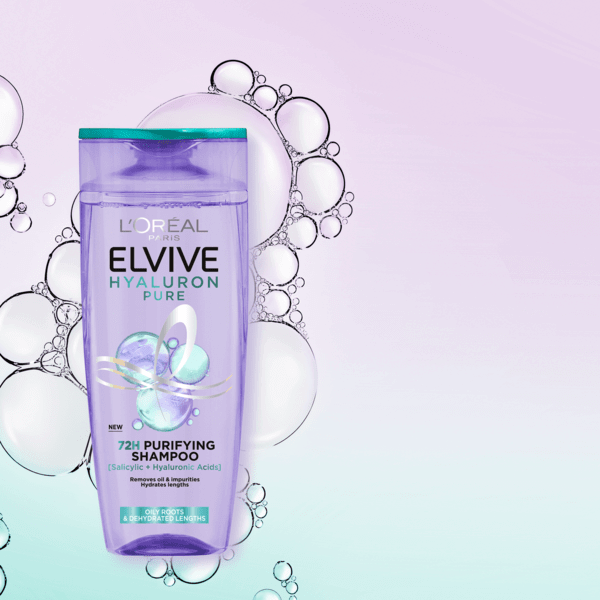 L'ORÉAL
PARIS
ELVIVE
HYALURON
PURE
NEW
72H PURIFYING
SHAMPOO
[Salicylic + Hyaluronic Acids]
Removes oil & impurities
Hydrates lengths
OILY ROOTS
& DEHYDRATED LENGTHS